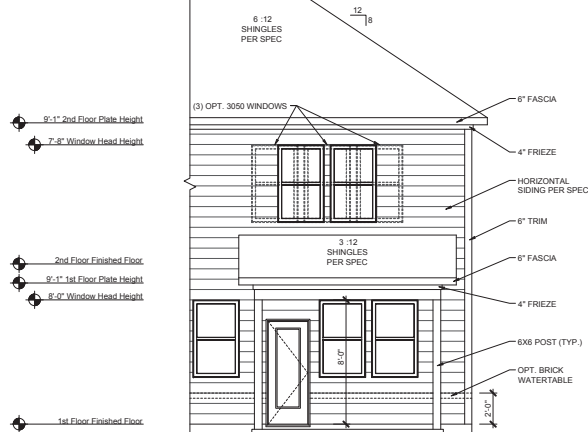 12
8
6 :12
SHINGLES
PER SPEC
(3) OPT. 3050 WINDOWS
6" FASCIA
9'-1" 2nd Floor Plate Height
7'-8" Window Head Height
4" FRIEZE
HORIZONTAL
SIDING PER SPEC
6" TRIM
3 :12
SHINGLES
PER SPEC
2nd Floor Finished Floor
6" FASCIA
9'-1" 1st Floor Plate Height
8'-0" Window Head Height
4" FRIEZE
6X6 POST (TYP.)
8'-0"
OPT. BRICK
WATERTABLE
2'-0"
1st Floor Finished Floor